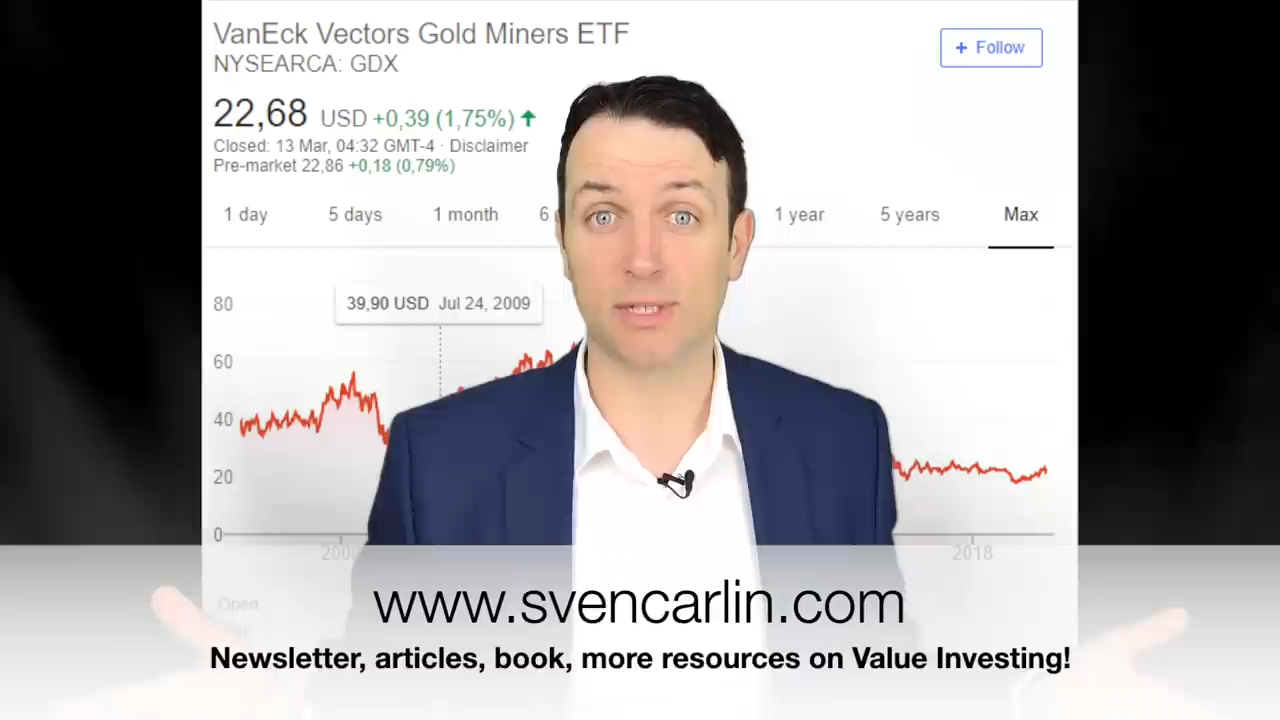 VanEck Vectors Gold Miners ETF
NYSEARCA: GDX
+ Follow
22,68 USD +0,39 (1,75%)
Closed: 13 Mar, 04:32 GMT-4 · Disclaimer
Pre-market 22,86 +0,18 (0,79%)
1 day 5 days 1 month 6 1 year 5 years Max
39,90 USD Jul 24, 2009
80
60
40
20
0
2018
Open
www.svencarlin.com
Newsletter, articles, book, more resources on Value Investing!